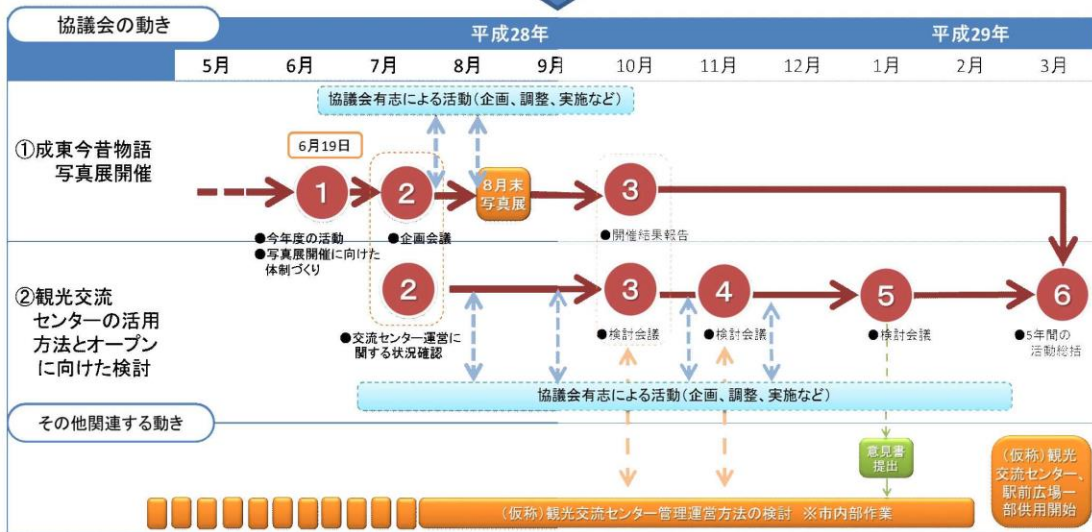 協議会の動き
平成28年
平成29年
5月 6月 7月 8月 9月 10月 11月 12月 1月 2月 3月
協議会有志による活動(企画、調整、実施など)
①成東今昔物語
写真展開催
6月19日
1
2
8月末
写真展
3
●今年度の活動
●写真展開催に向けた
体制づくり
●企画会議
●開催結果報告
②観光交流
センターの活用
方法とオープン
に向けた検討
2
3
4
5
6
●交流センター運営に
関する状況確認
●検討会議
●検討会議
●検討会議
●5年間の
活動総括
協議会有志による活動(企画、調整、実施など)
その他関連する動き
意見書
提出
(仮称)観光
交流センター、
駅前広場一
部供用開始
(仮称)観光交流センター管理運営方法の検討 ※市内部作業